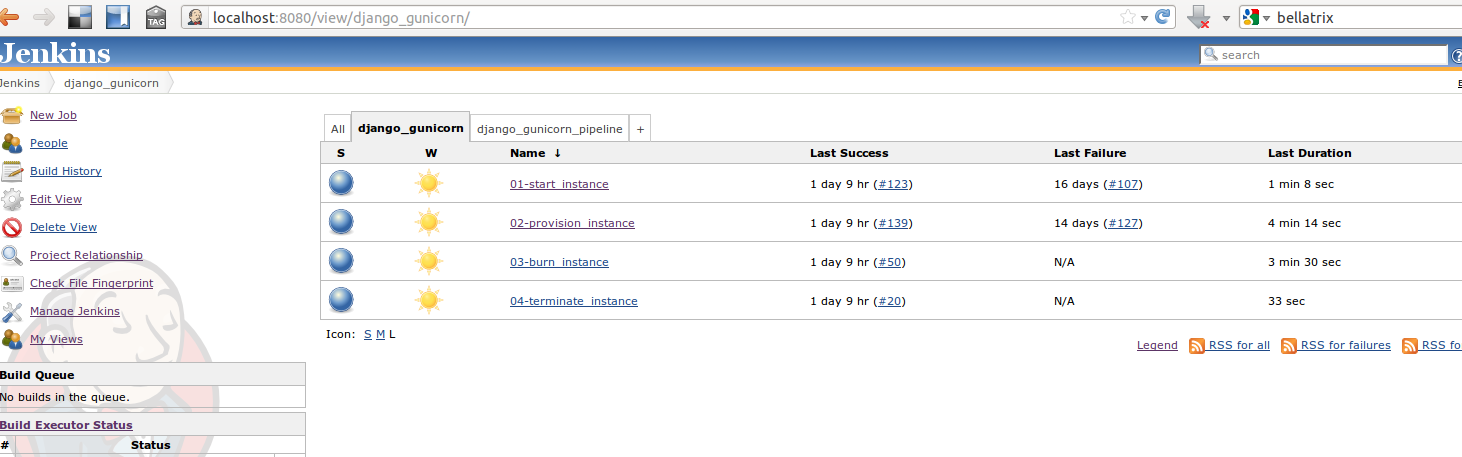 TAG localhost:8080/view/django_gunicorn/ bellatrix
Jenkins search
Jenkins django_gunicorn
New Job
People
Build History
Edit View
Delete View
Project Relationship
Check File Fingerprint
Manage Jenkins
My Views
Build Queue
No builds in the queue.
Build Executor Status
# Status
All django_gunicorn django_gunicorn_pipeline +
S W Name ↓ Last Success Last Failure Last Duration
01-start_instance 1 day 9 hr (#123) 16 days (#107) 1 min 8 sec
02-provision_instance 1 day 9 hr (#139) 14 days (#127) 4 min 14 sec
03-burn_instance 1 day 9 hr (#50) N/A 3 min 30 sec
04-terminate_instance 1 day 9 hr (#20) N/A 33 sec
Icon: S M L
Legend RSS for all RSS for failures RSS fo